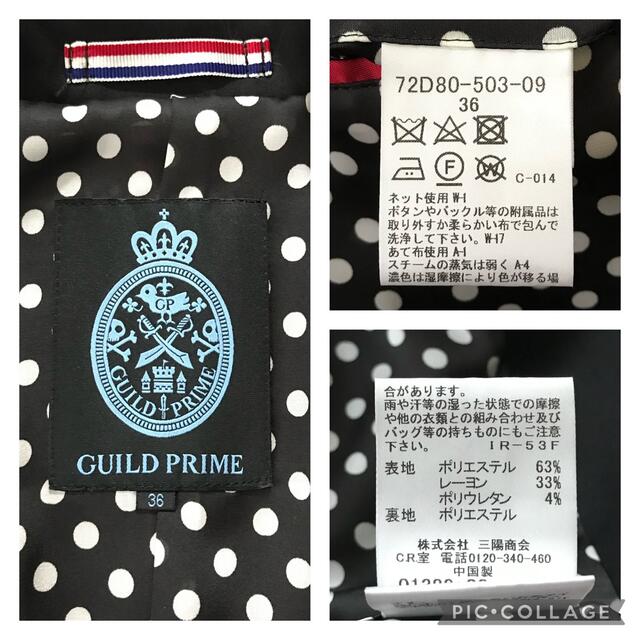 GP
GUILD PRIME
GUILD PRIME
36
72D80-503-09
36
F
W
C-014
ネット使用 W-1
ボタンやバックル等の附属品は
取り外すか柔らかい布で包んで
洗浄して下さい。W-17
あて布使用 A-1
スチームの蒸気は弱く A-4
濃色は湿摩擦により色が移る場
合があります。
雨や汗等の湿った状態での摩擦
や他の衣類との組み合わせ及び
バッグ等の持ちものにもご注意
下さい。 IR-53F
表地 ポリエステル 63%
レーヨン 33%
ポリウレタン 4%
裏地 ポリエステル
株式会社 三陽商会
C.R.室 電話0120-340-460
中国製
PIC•COLLAGE